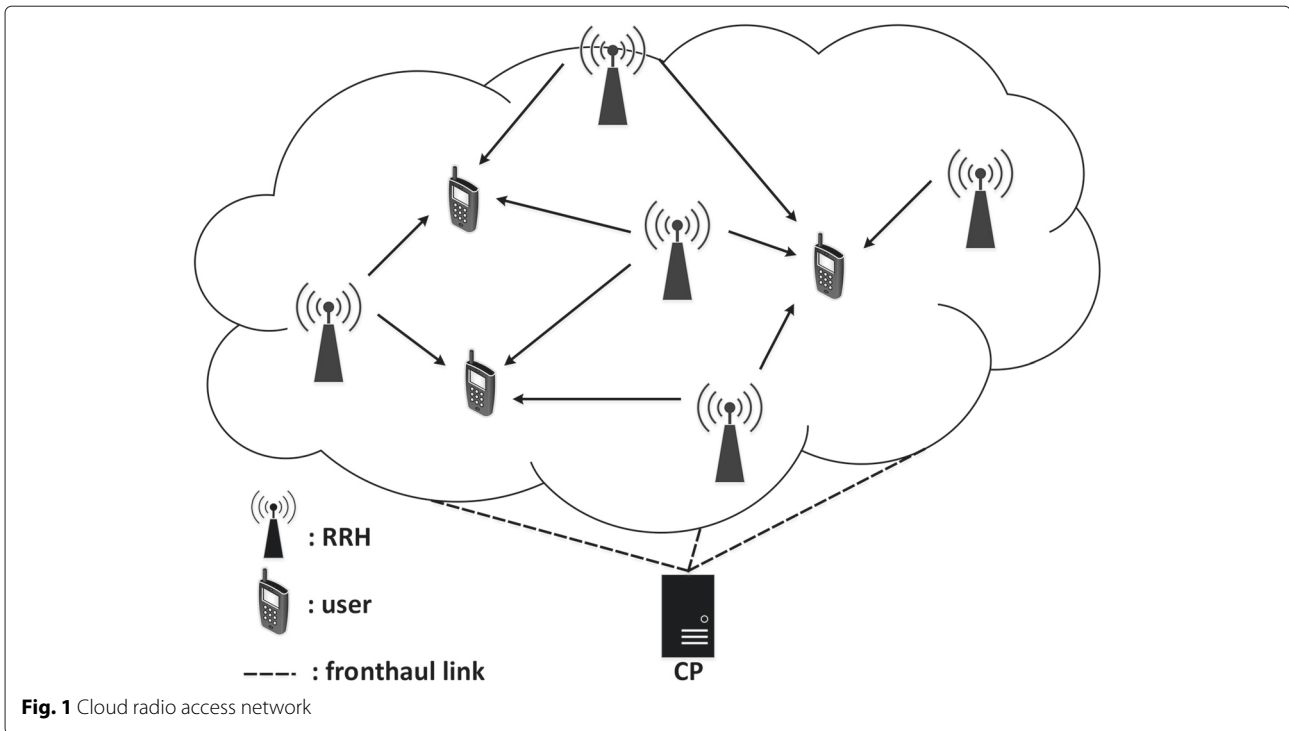 : RRH
: user
: fronthaul link
CP
Fig. 1 Cloud radio access network